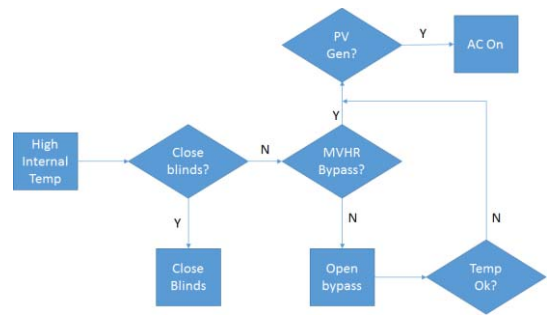 PV
Gen?
Y
AC On
Y
High
Internal
Temp
Close
blinds?
N
MVHR
Bypass?
Y
N
N
Close
Blinds
Open
bypass
Temp
Ok?